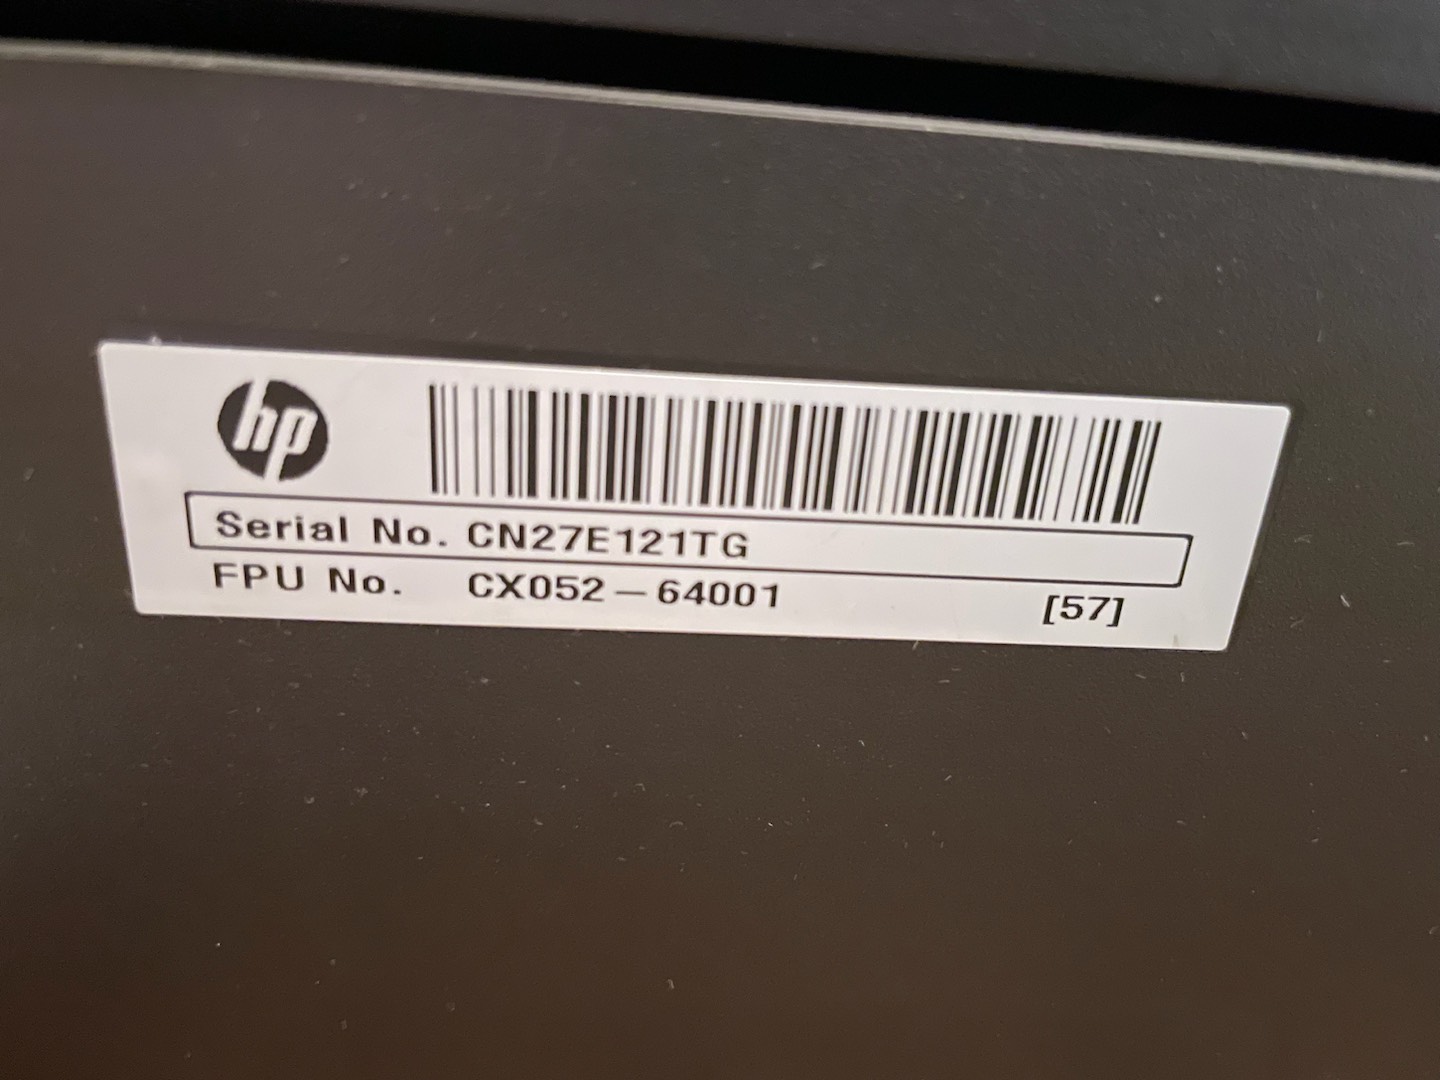 hp
Serial No. CN27E121TG
FPU No. CX052-64001
[57]